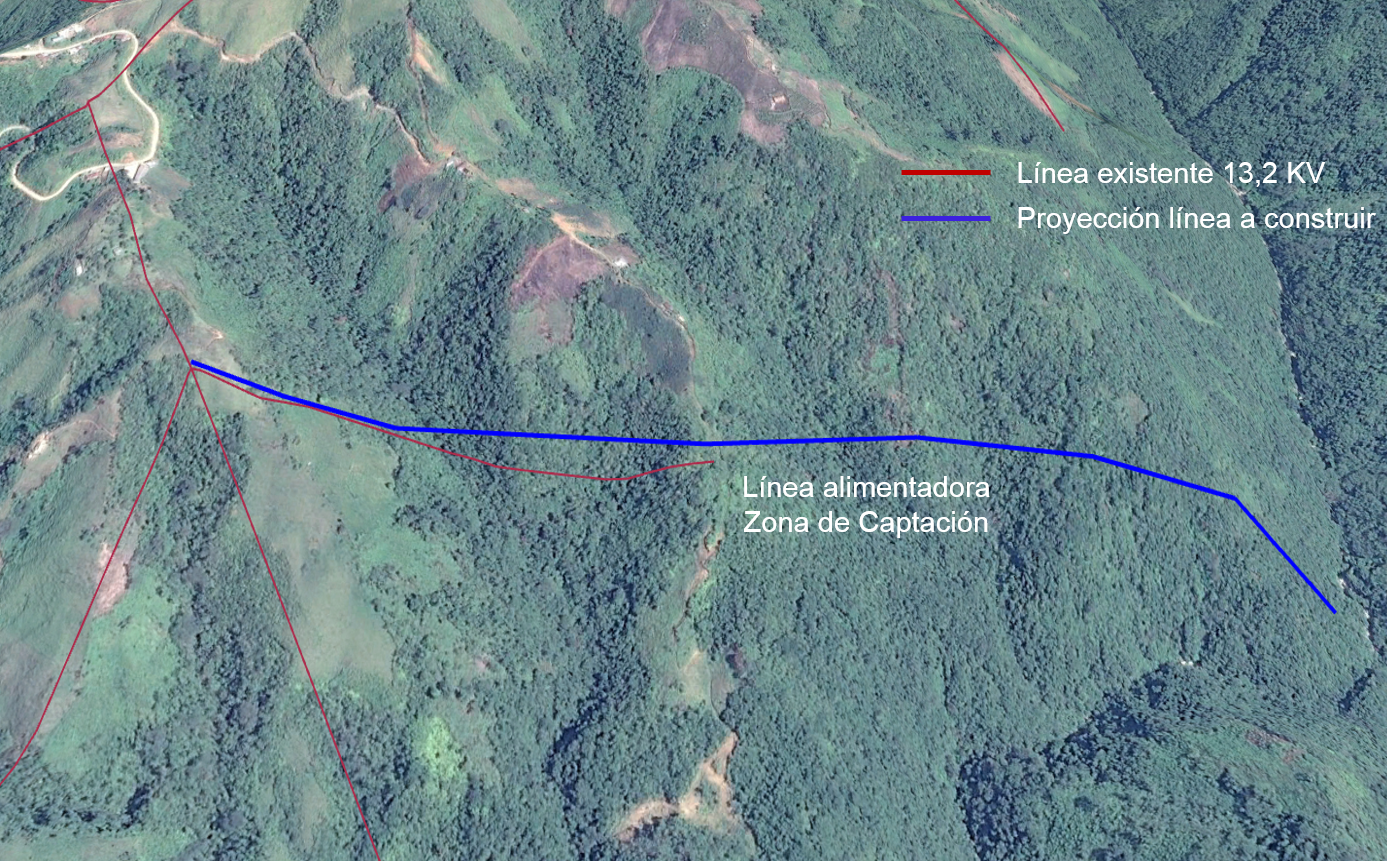 Línea existente 13,2 KV
Proyección línea a construir
Línea alimentadora
Zona de Captación